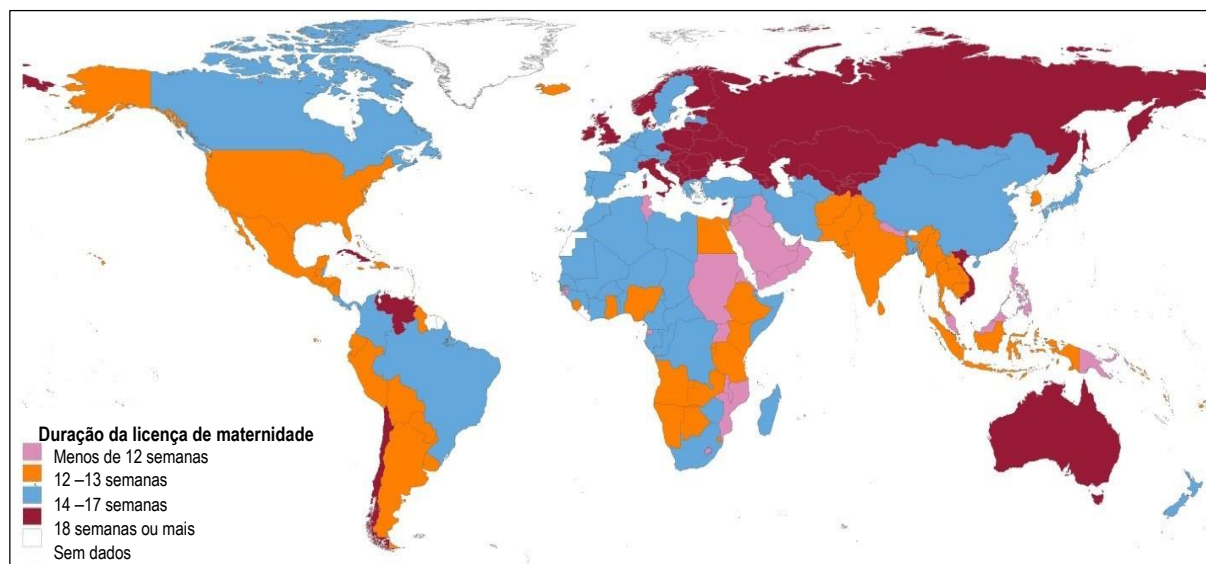 Duração da licença de maternidade
Menos de 12 semanas
12 –13 semanas
14 –17 semanas
18 semanas ou mais
Sem dados